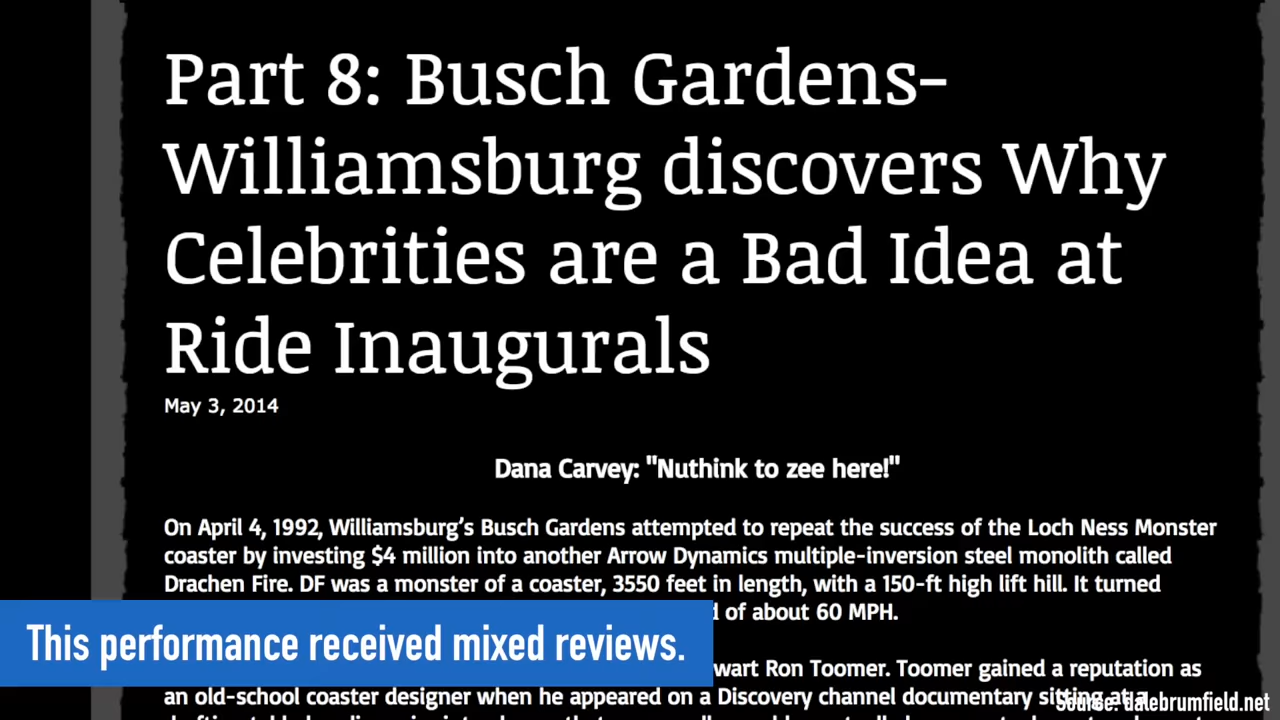 Part 8: Busch Gardens-
Williamsburg discovers Why
Celebrities are a Bad Idea at
Ride Inaugurals
May 3, 2014
Dana Carvey: "Nuthink to zee here!"
On April 4, 1992, Williamsburg's Busch Gardens attempted to repeat the success of the Loch Ness Monster
coaster by investing $4 million into another Arrow Dynamics multiple-inversion steel monolith called
Drachen Fire. DF was a monster of a coaster, 3550 feet in length, with a 150-ft high lift hill. It turned
of about 60 MPH.
This performance received mixed reviews.
Ron Toomer. Toomer gained a reputation as
an old-school coaster designer when he appeared on a Discovery channel documentary sitting at a
Source: dalebrumfield.net